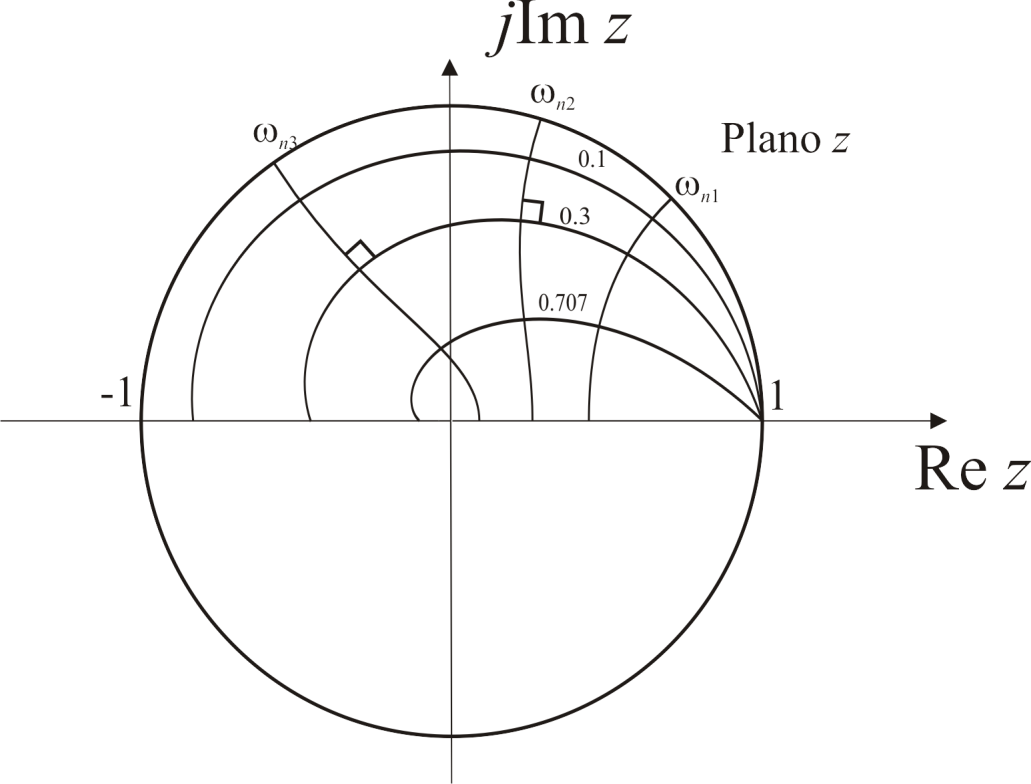 jIm z
ωn2
ωn3
Plano z
0.1
ωn1
0.3
0.707
-1
1
Re z